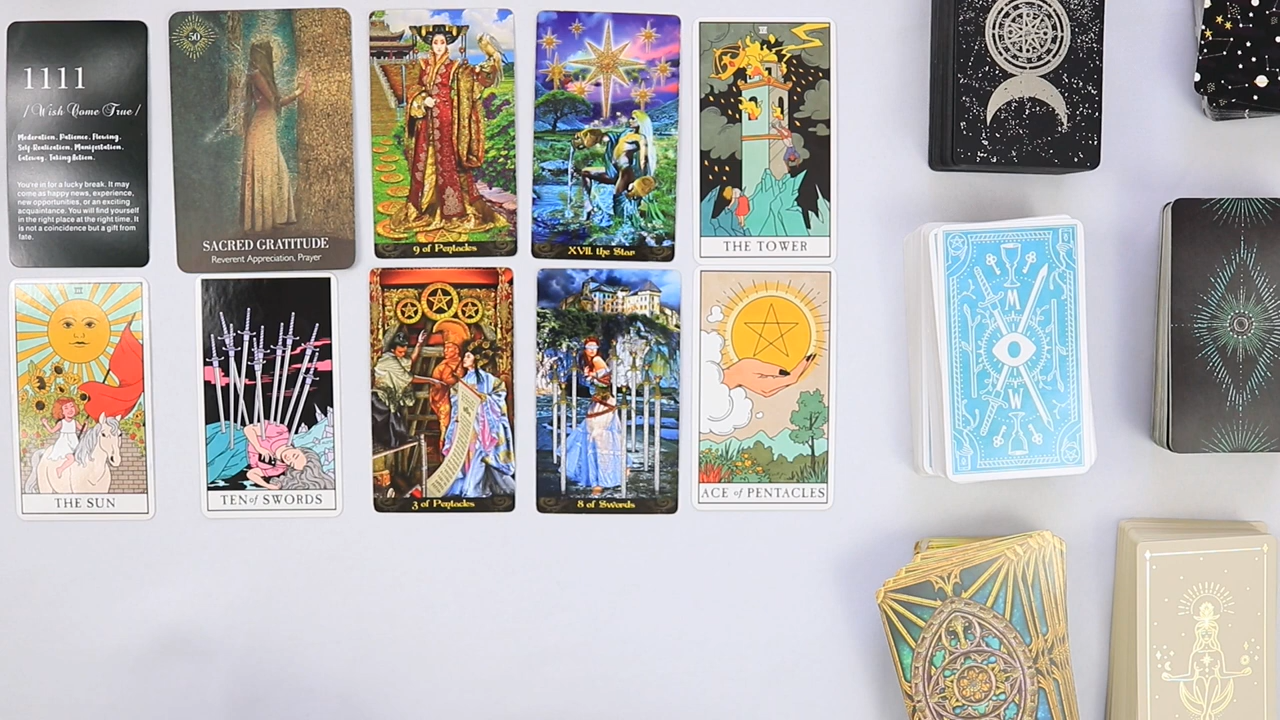 1111
/ Wish Come True /
Moderation, Patience, Flowing,
Self-Realization, Manifestation,
Gateway, Taking Action.
You're in for a lucky break. It may
come as happy news, experience,
new opportunities, or an exciting
acquaintance. You will find yourself
in the right place at the right time. It
is not a coincidence but a gift from
fate.
50
SACRED GRATITUDE
Reverent Appreciation, Prayer
9 of Pentacles
XVII. the Star
THE TOWER
THE SUN
TEN of SWORDS
3 of Pentacles
8 of Swords
ACE of PENTACLES
M
W